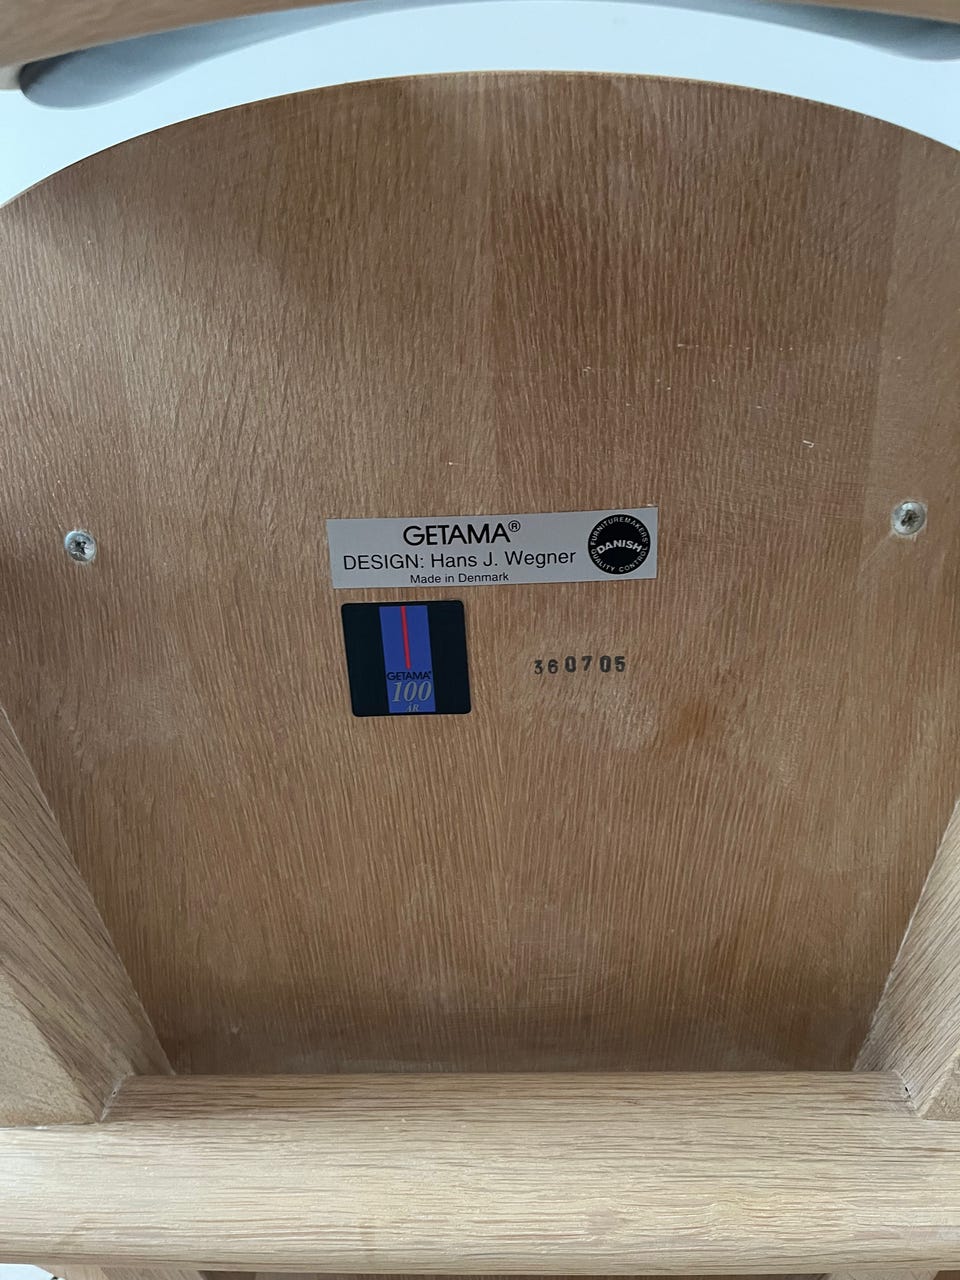 GETAMA®
DESIGN: Hans J. Wegner
Made in Denmark
FURNITUREMAKERS'
DANISH
QUALITY CONTROL
GETAMA®
100
ÅR
360705